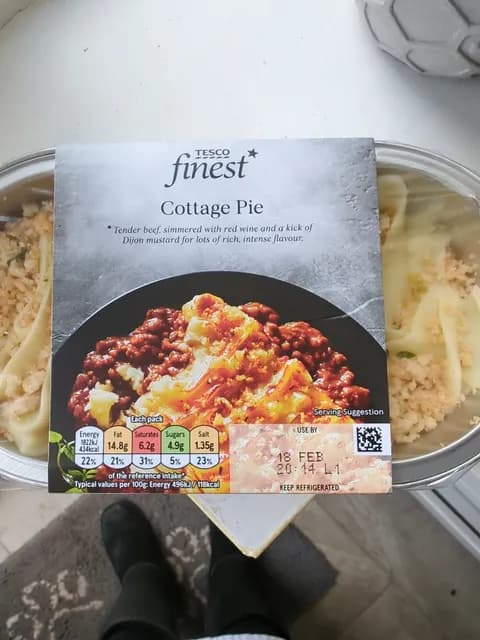 TESCO
finest*
Cottage Pie
* Tender beef, simmered with red wine and a kick of
Dijon mustard for lots of rich, intense flavour.
Serving Suggestion
Each pack
Energy Fat Saturates Sugars Salt
1822kJ 14.8g 6.2g 4.9g 1.35g
434kcal
22% 21% 31% 5% 23%
of the reference intake*
Typical values per 100g: Energy 496kJ / 118kcal
USE BY
18 FEB
20:14 L1
KEEP REFRIGERATED